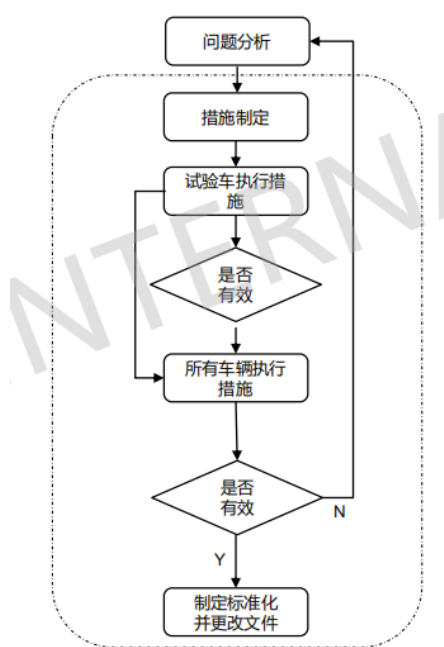 问题分析
措施制定
试验车执行措
施
是否
有效
所有车辆执行
措施
是否
有效
N
Y
制定标准化
并更改文件
INTERNA